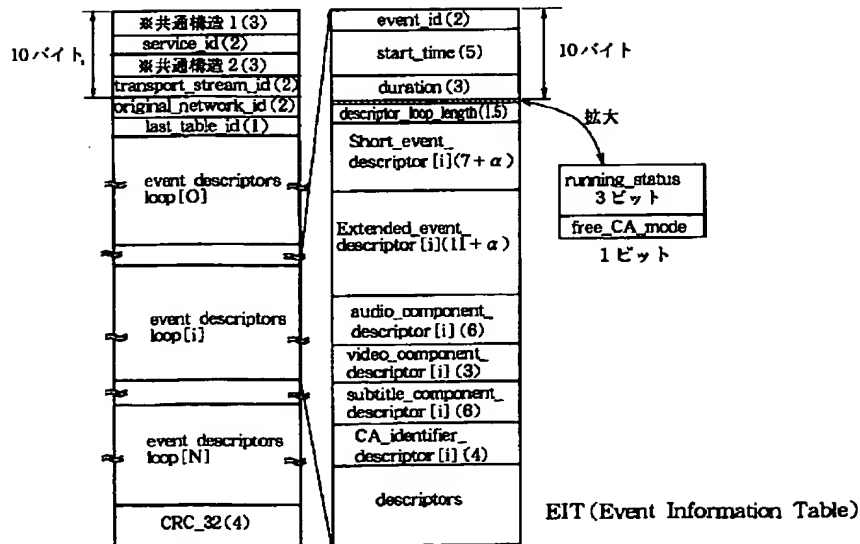 10バイト
※共通構造1(3)
service_id(2)
※共通構造2(3)
transport_stream_id(2)
original_network_id(2)
last_table_id(1)
event descriptors
loop[0]
event descriptors
loop[i]
event descriptors
loop[N]
CRC_32(4)
event_id(2)
start_time(5)
duration(3)
descriptor_loop_length(1.5)
Short_event_
descriptor[i](7+α)
Extended_event_
descriptor[i](11+α)
audio_component_
descriptor[i](6)
video_component_
descriptor[i](3)
subtitle_component_
descriptor[i](6)
CA_identifier_
descriptor[i](4)
descriptors
10バイト
拡大
running_status
3ビット
free_CA_mode
1ビット
EIT(Event Information Table)